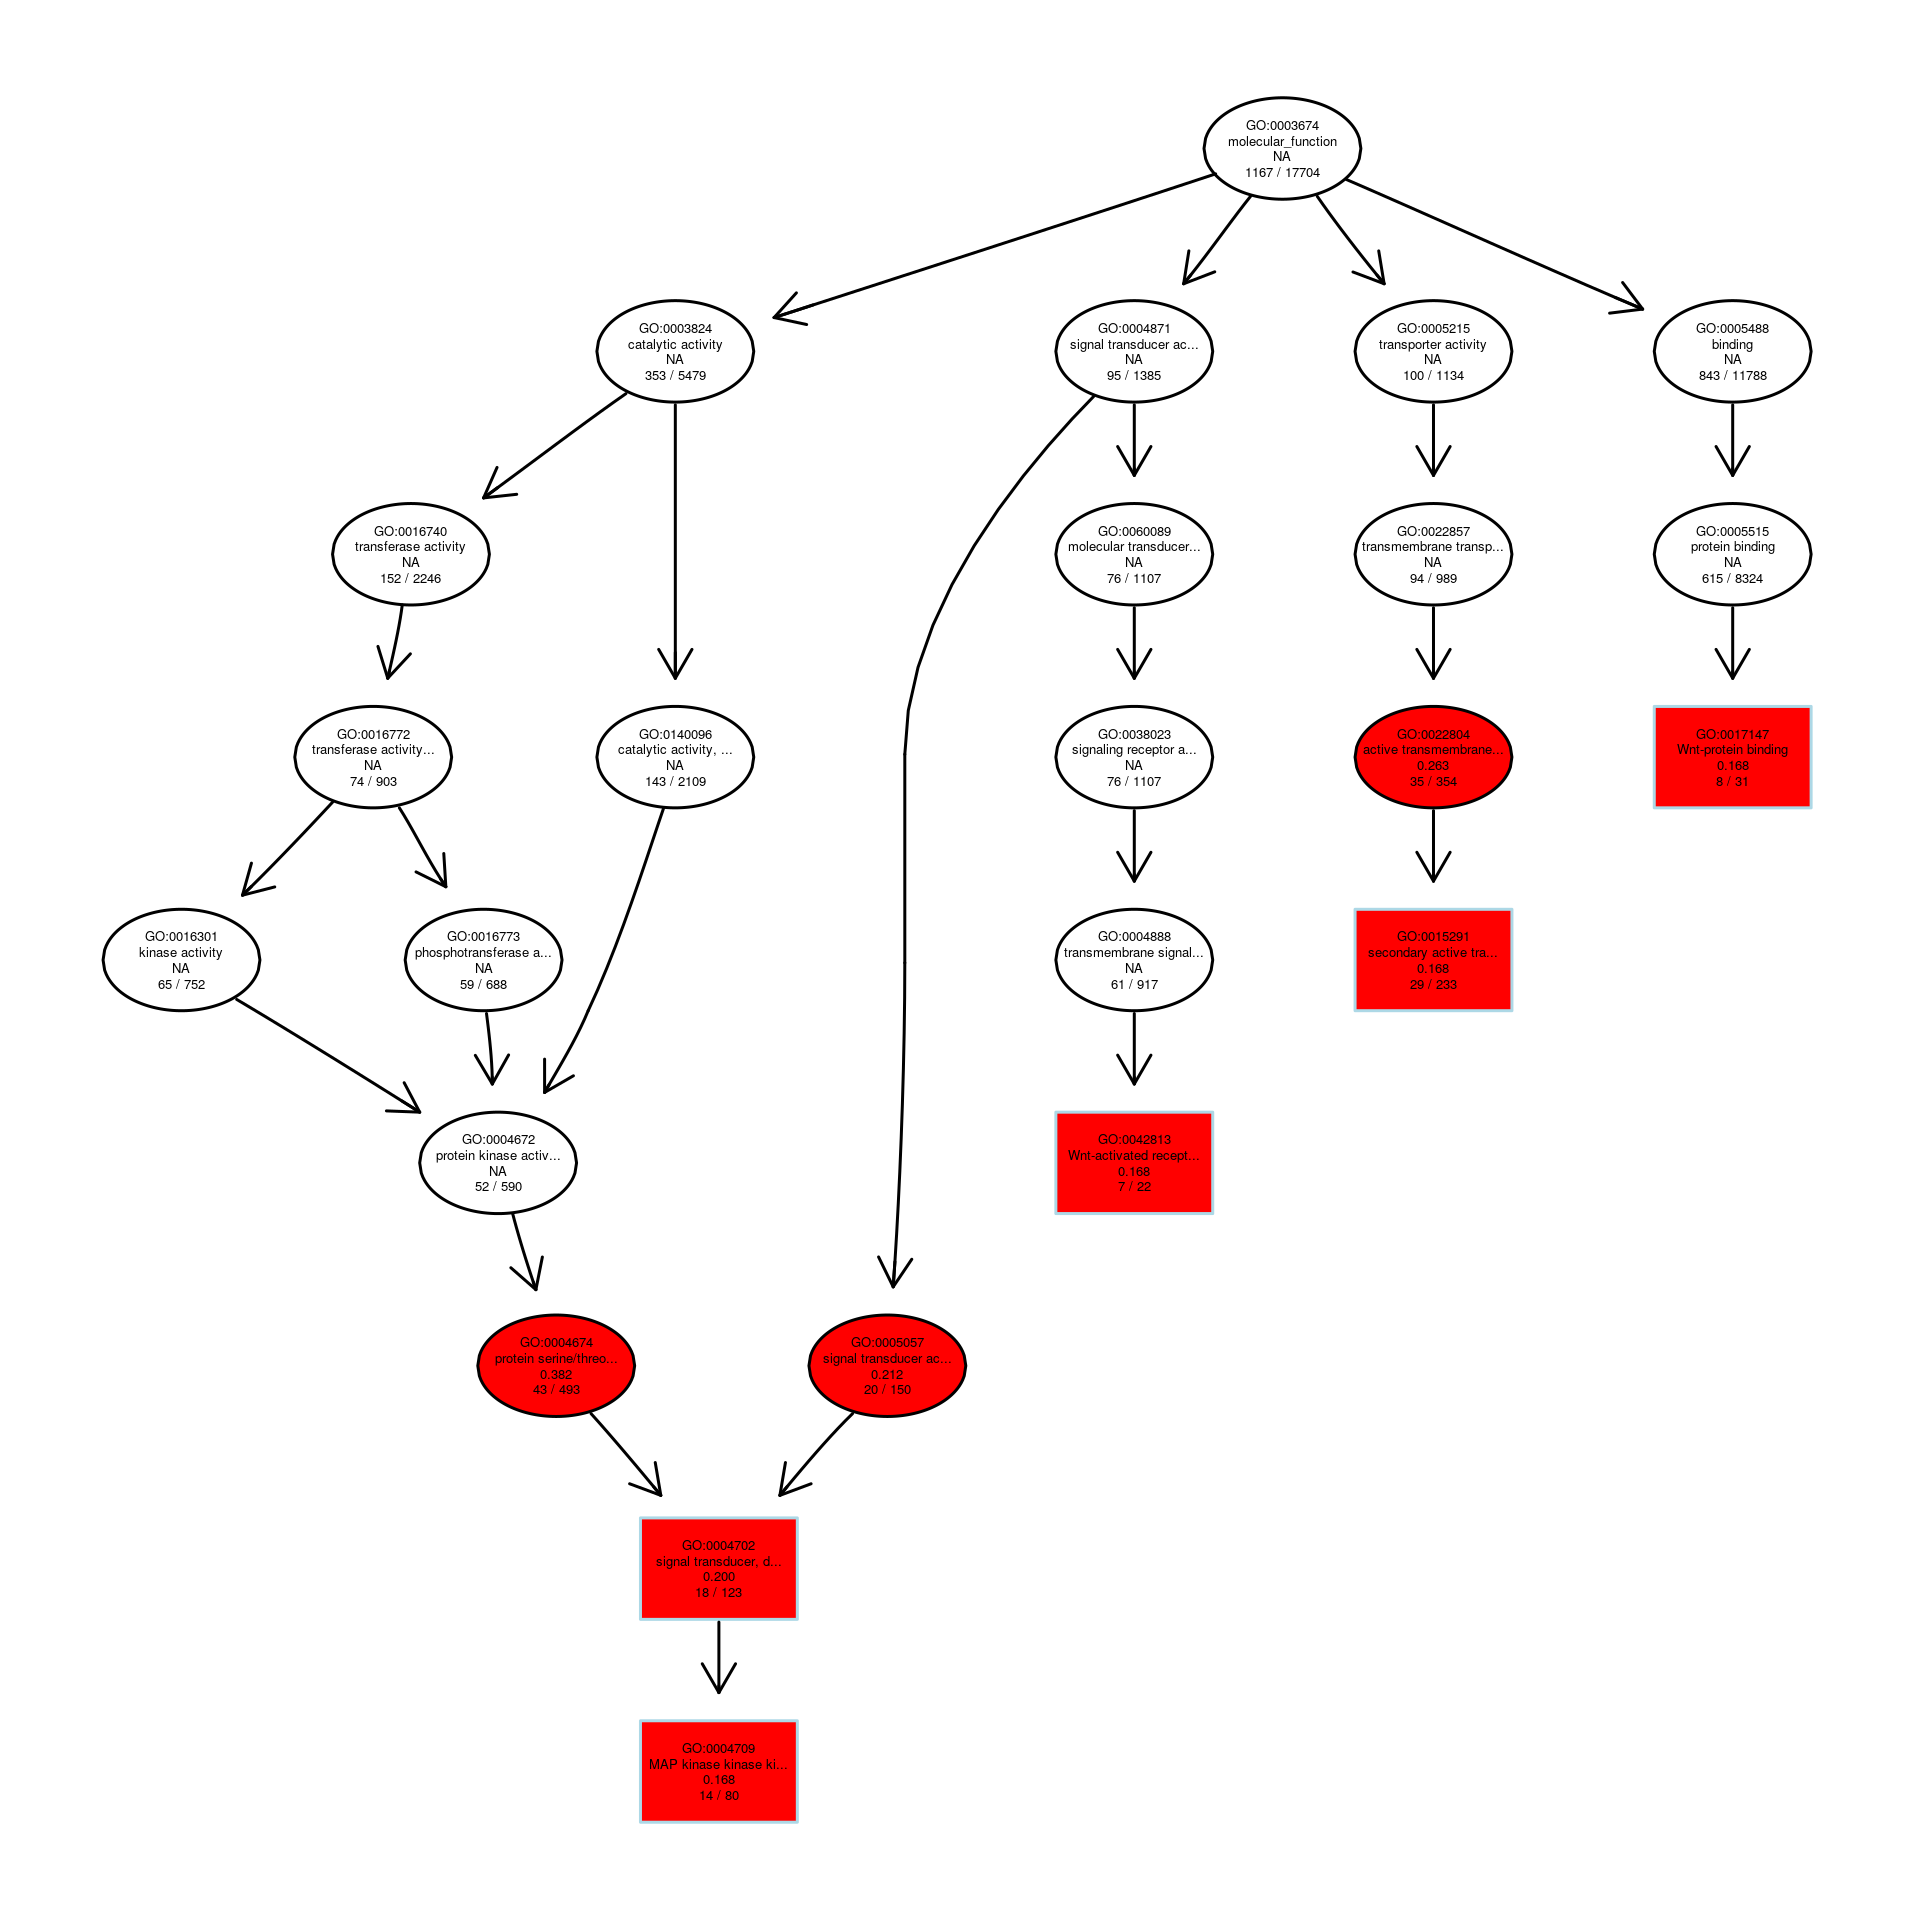 GO:0003674
molecular_function
NA
1167 / 17704
GO:0003824
catalytic activity
NA
353 / 5479
GO:0004871
signal transducer ac...
NA
95 / 1385
GO:0005215
transporter activity
NA
100 / 1134
GO:0005488
binding
NA
843 / 11788
GO:0016740
transferase activity
NA
152 / 2246
GO:0060089
molecular transducer...
NA
76 / 1107
GO:0022857
transmembrane transp...
NA
94 / 989
GO:0005515
protein binding
NA
615 / 8324
GO:0016772
transferase activity...
NA
74 / 903
GO:0140096
catalytic activity, ...
NA
143 / 2109
GO:0038023
signaling receptor a...
NA
76 / 1107
GO:0022804
active transmembrane...
0.263
35 / 354
GO:0017147
Wnt-protein binding
0.168
8 / 31
GO:0016301
kinase activity
NA
65 / 752
GO:0016773
phosphotransferase a...
NA
59 / 688
GO:0004888
transmembrane signal...
NA
61 / 917
GO:0015291
secondary active tra...
0.168
29 / 233
GO:0004672
protein kinase activ...
NA
52 / 590
GO:0042813
Wnt-activated recept...
0.168
7 / 22
GO:0004674
protein serine/threo...
0.382
43 / 493
GO:0005057
signal transducer ac...
0.212
20 / 150
GO:0004702
signal transducer, d...
0.200
18 / 123
GO:0004709
MAP kinase kinase ki...
0.168
14 / 80